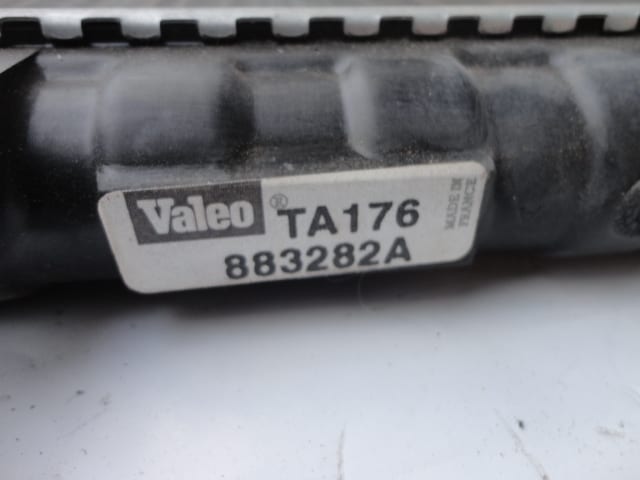 Valeo ® TA176
883282A
MADE IN
FRANCE